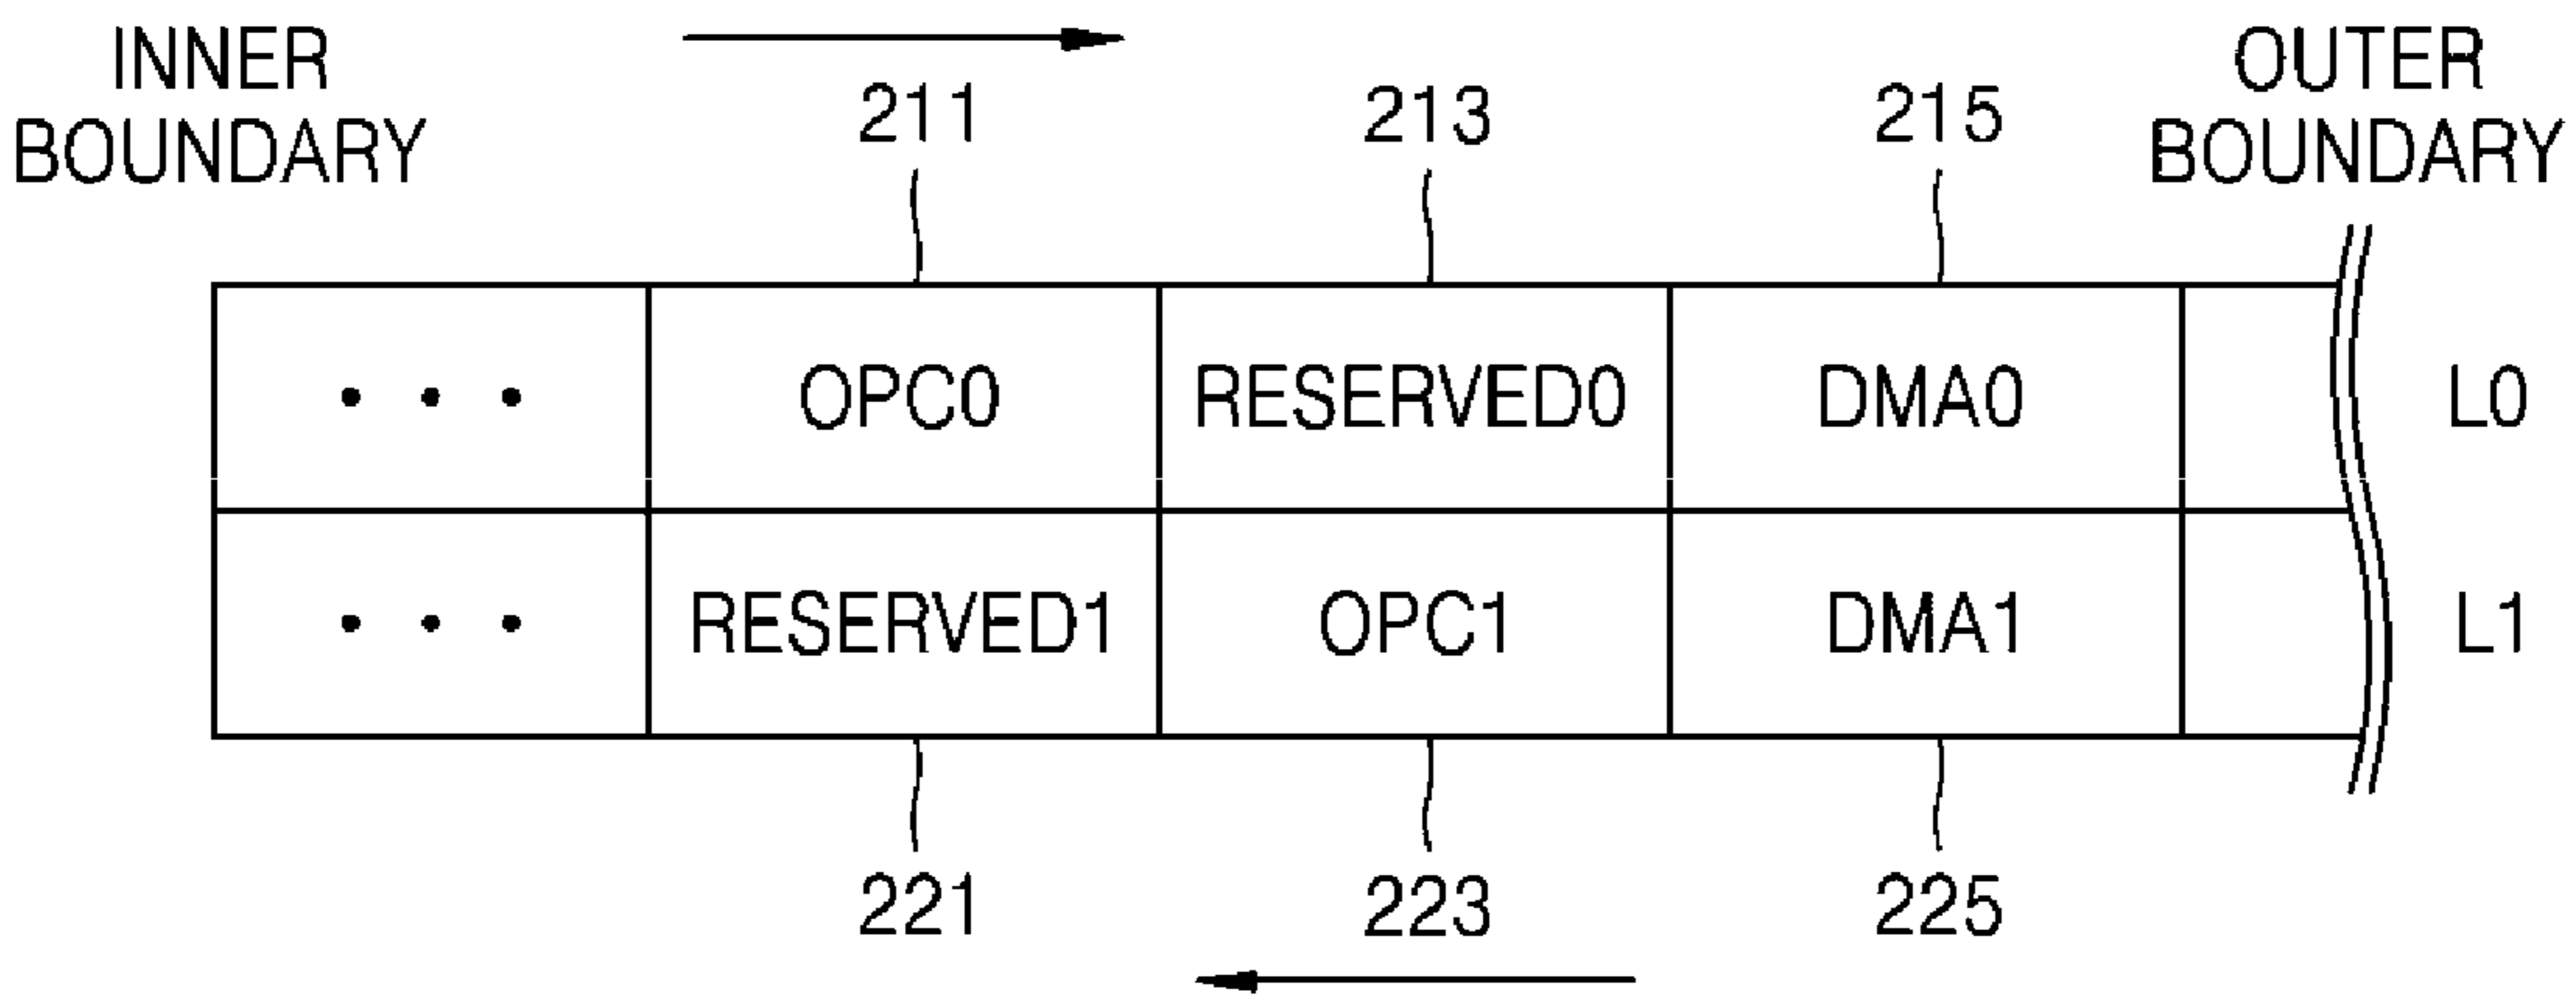 INNER BOUNDARY
OUTER BOUNDARY
211 213 215
• • • OPC0 RESERVED0 DMA0 L0
• • • RESERVED1 OPC1 DMA1 L1
221 223 225